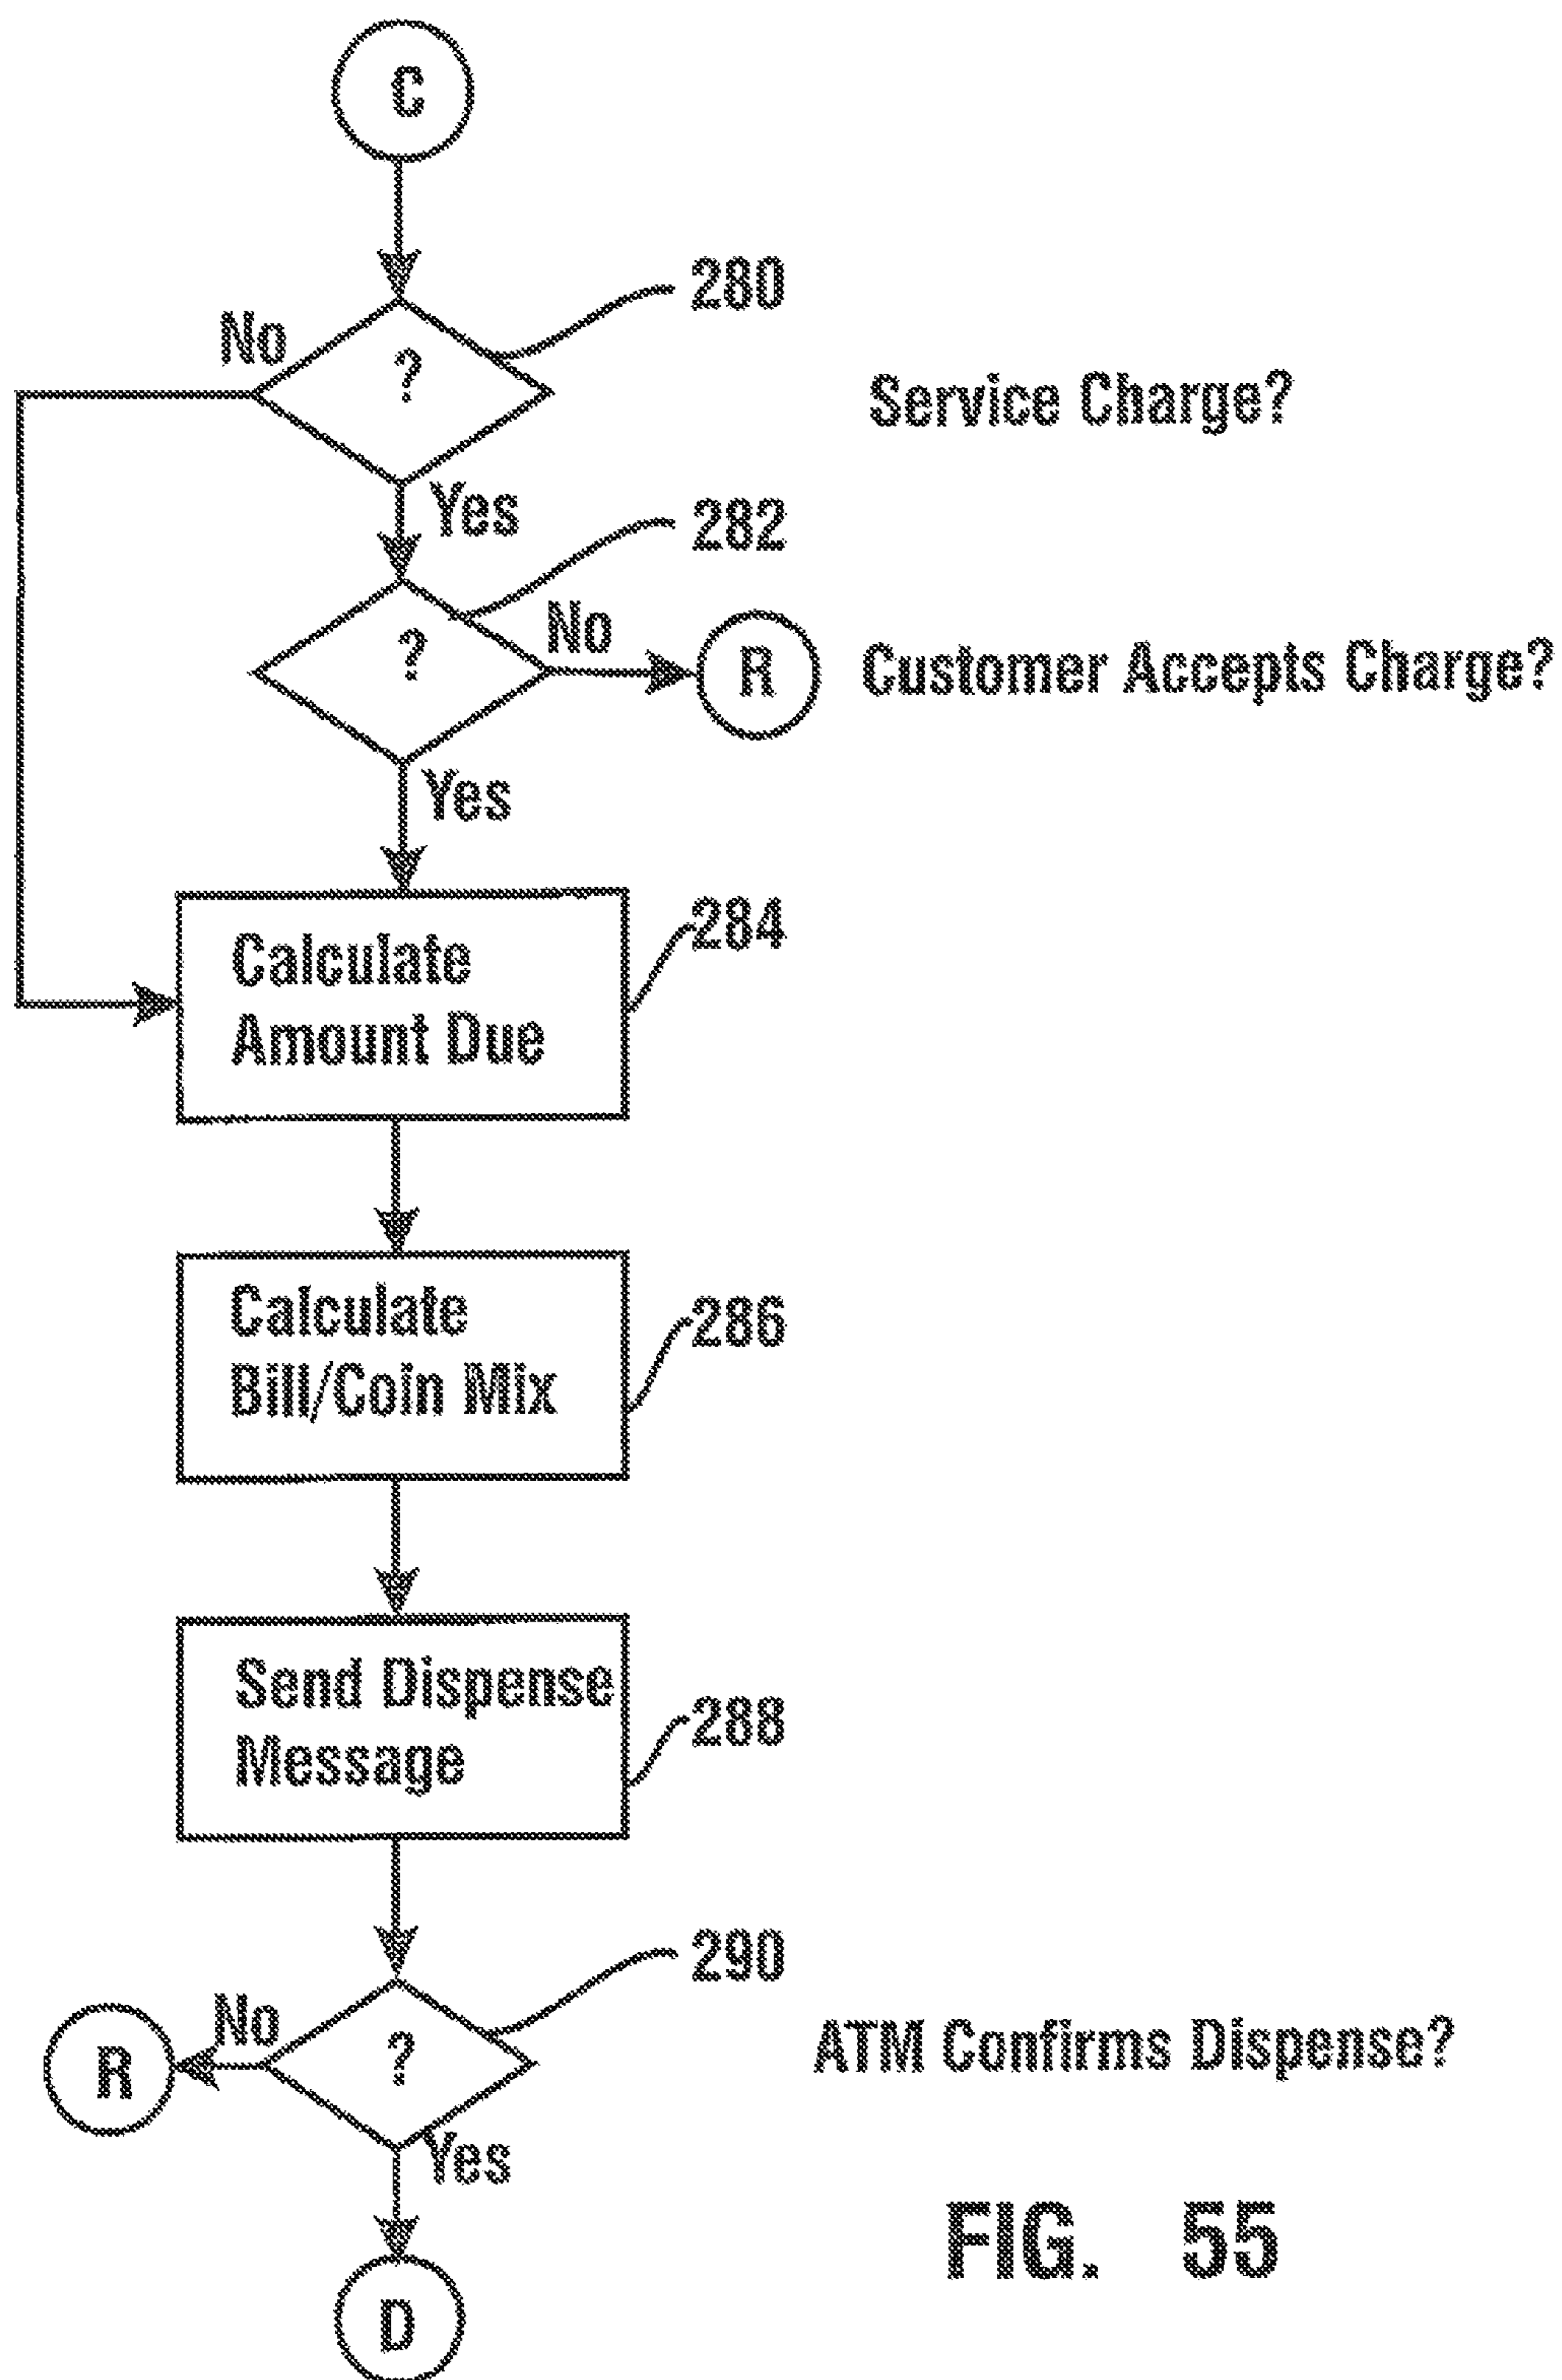 C
280
No
?
Service Charge?
Yes
282
No
?
R
Customer Accepts Charge?
Yes
284
Calculate
Amount Due
286
Calculate
Bill/Coin Mix
Send Dispense
Message
288
290
No
R
?
ATM Confirms Dispense?
Yes
FIG. 55
D